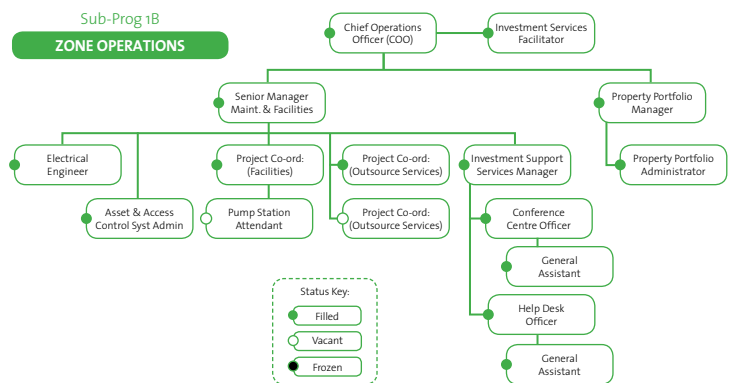 Sub-Prog 1B
ZONE OPERATIONS
Chief Operations
Officer (COO)
Investment Services
Facilitator
Senior Manager
Maint. & Facilities
Property Portfolio
Manager
Electrical
Engineer
Project Co-ord:
(Facilities)
Project Co-ord:
(Outsource Services)
Investment Support
Services Manager
Property Portfolio
Administrator
Asset & Access
Control Syst Admin
Pump Station
Attendant
Project Co-ord:
(Outsource Services)
Conference
Centre Officer
General
Assistant
Help Desk
Officer
General
Assistant
Status Key:
Filled
Vacant
Frozen